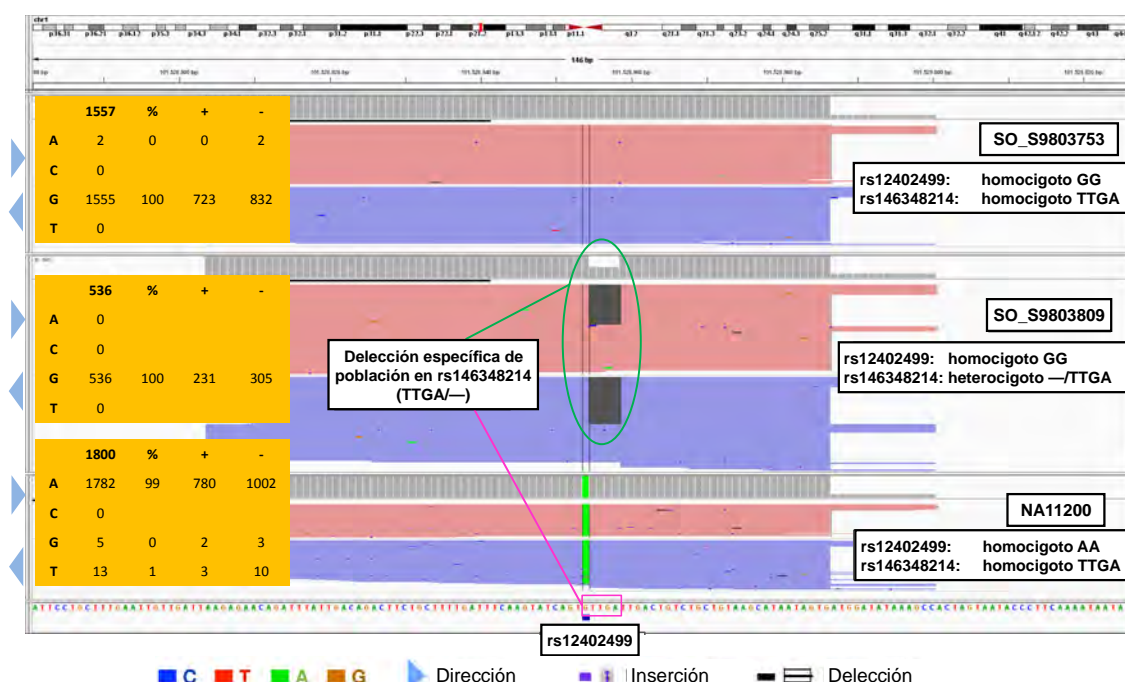 chr1
146 bp
1557 % + -
A 2 0 0 2
C 0
G 1555 100 723 832
T 0
SO_S9803753
rs12402499: homocigoto GG
rs146348214: homocigoto TTGA
536 % + -
A 0
C 0
G 536 100 231 305
T 0
Delección específica de
población en rs146348214
(TTGA/—)
SO_S9803809
rs12402499: homocigoto GG
rs146348214: heterocigoto —/TTGA
1800 % + -
A 1782 99 780 1002
C 0
G 5 0 2 3
T 13 1 3 10
NA11200
rs12402499: homocigoto AA
rs146348214: homocigoto TTGA
ATTCCTGCTTTGAATTGTTGATTAAGAGAACAGATTTATTGACAGACTTCTGCTTTTGATTTCAAGTATCAGTGTTGATTGACTGTCTGCTGTAAGCATAATAGTGATGGATATAAAGCCACTAGTAATACCCTTCAAAATAATA
rs12402499
C T A G Dirección Inserción Delección